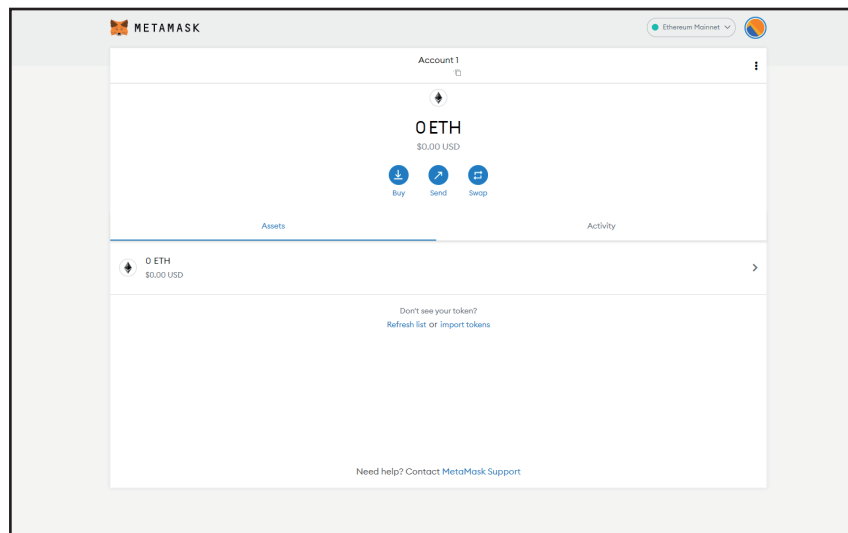 METAMASK
Ethereum Mainnet
Account 1
0 ETH
$0.00 USD
Buy Send Swap
Assets Activity
0 ETH
$0.00 USD
Don't see your token?
Refresh list or import tokens
Need help? Contact MetaMask Support